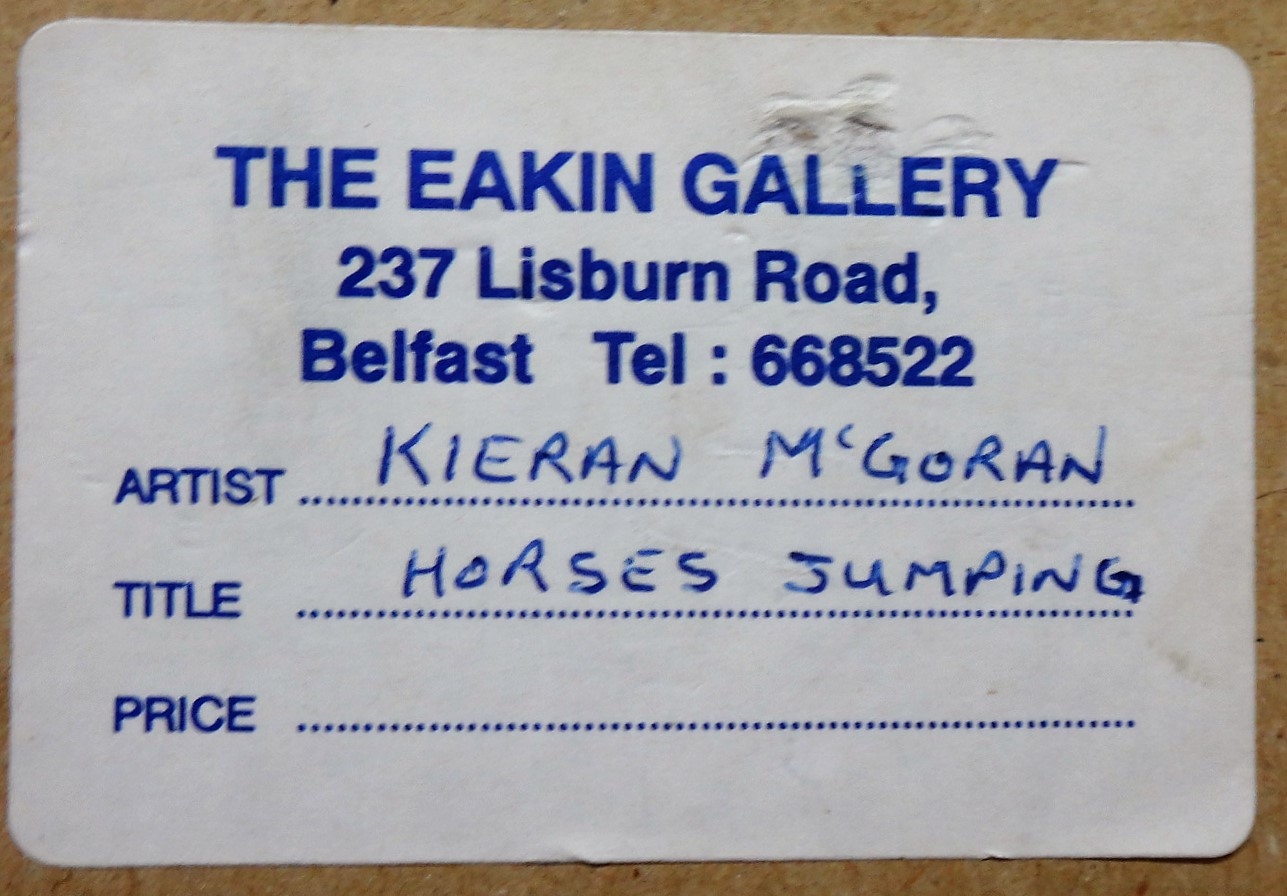 THE EAKIN GALLERY
237 Lisburn Road,
Belfast Tel : 668522
ARTIST KIERAN McGORAN
TITLE HORSES JUMPING
PRICE